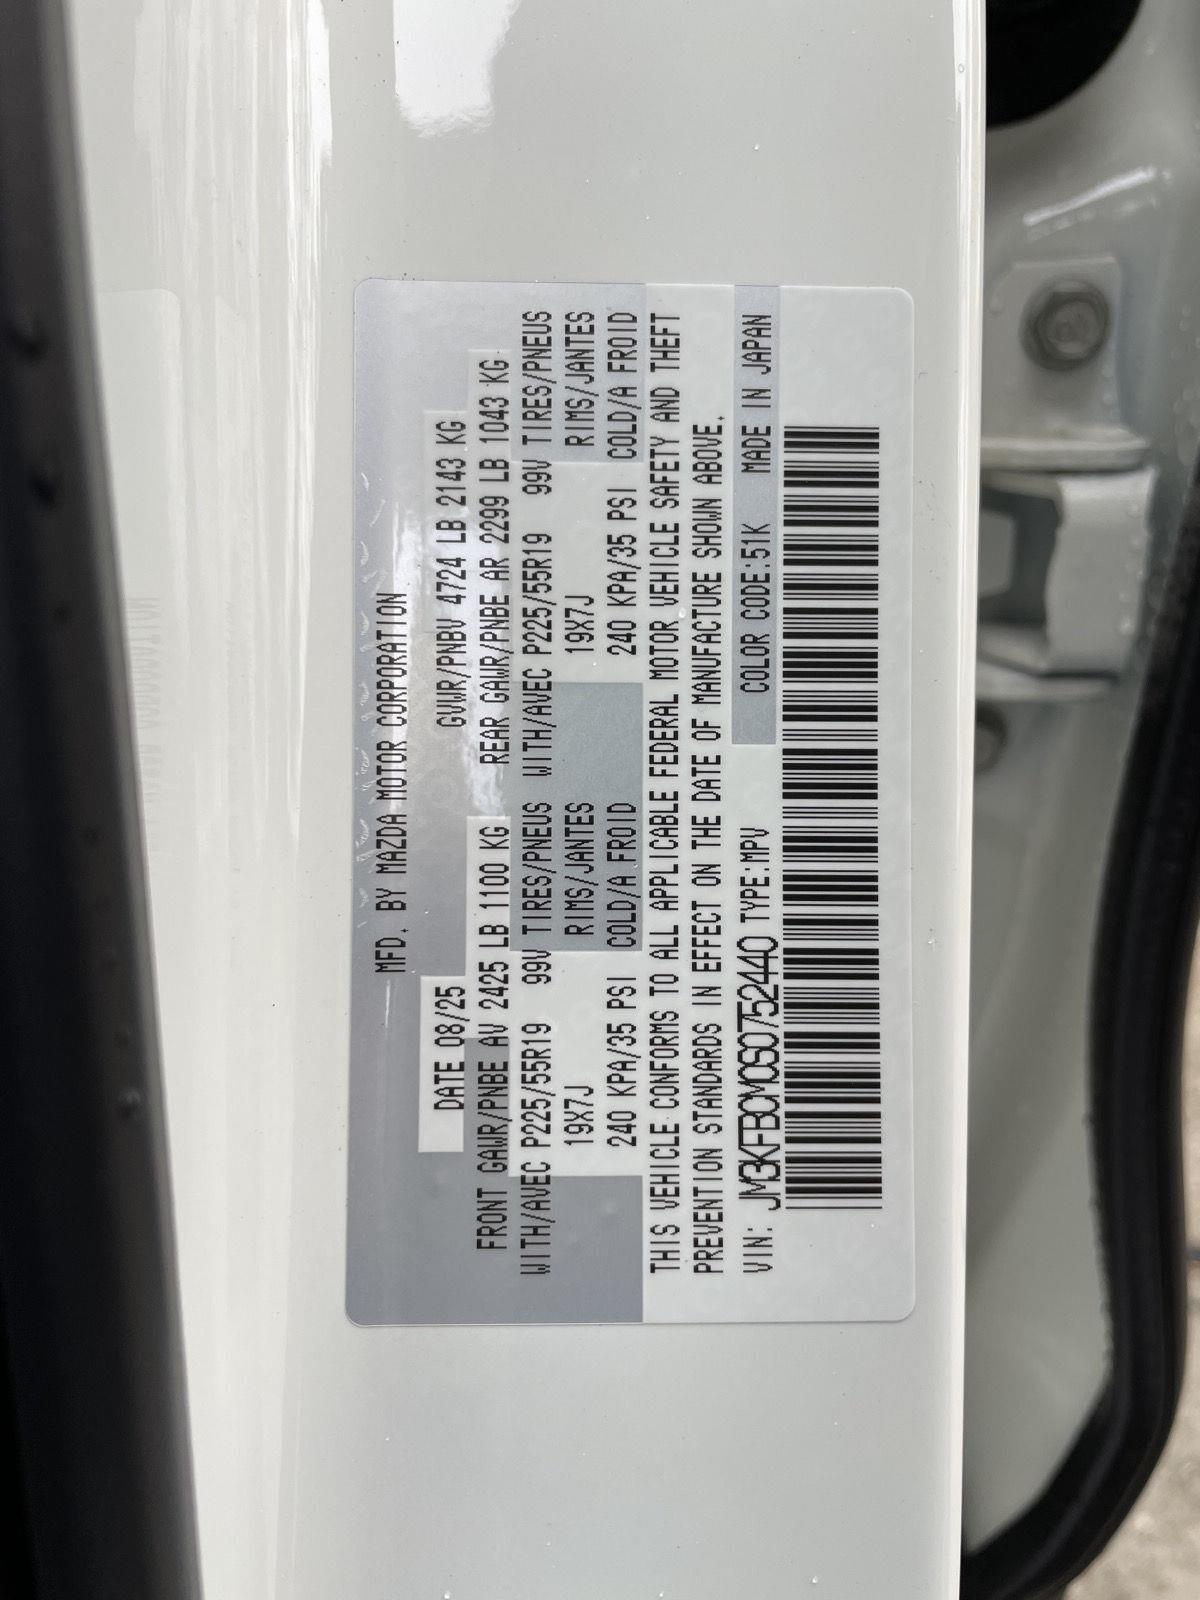 MFD. BY MAZDA MOTOR CORPORATION
DATE 08/25 GVWR/PNBV 4724 LB 2143 KG
FRONT GAWR/PNBE AV 2425 LB 1100 KG REAR GAWR/PNBE AR 2299 LB 1043 KG
WITH/AVEC P225/55R19 99V TIRES/PNEUS WITH/AVEC P225/55R19 99V TIRES/PNEUS
19X7J RIMS/JANTES 19X7J RIMS/JANTES
240 KPA/35 PSI COLD/A FROID 240 KPA/35 PSI COLD/A FROID
THIS VEHICLE CONFORMS TO ALL APPLICABLE FEDERAL MOTOR VEHICLE SAFETY AND THEFT
PREVENTION STANDARDS IN EFFECT ON THE DATE OF MANUFACTURE SHOWN ABOVE.
VIN: JM3KFBCM0S0752440 TYPE:MPV COLOR CODE:51K MADE IN JAPAN